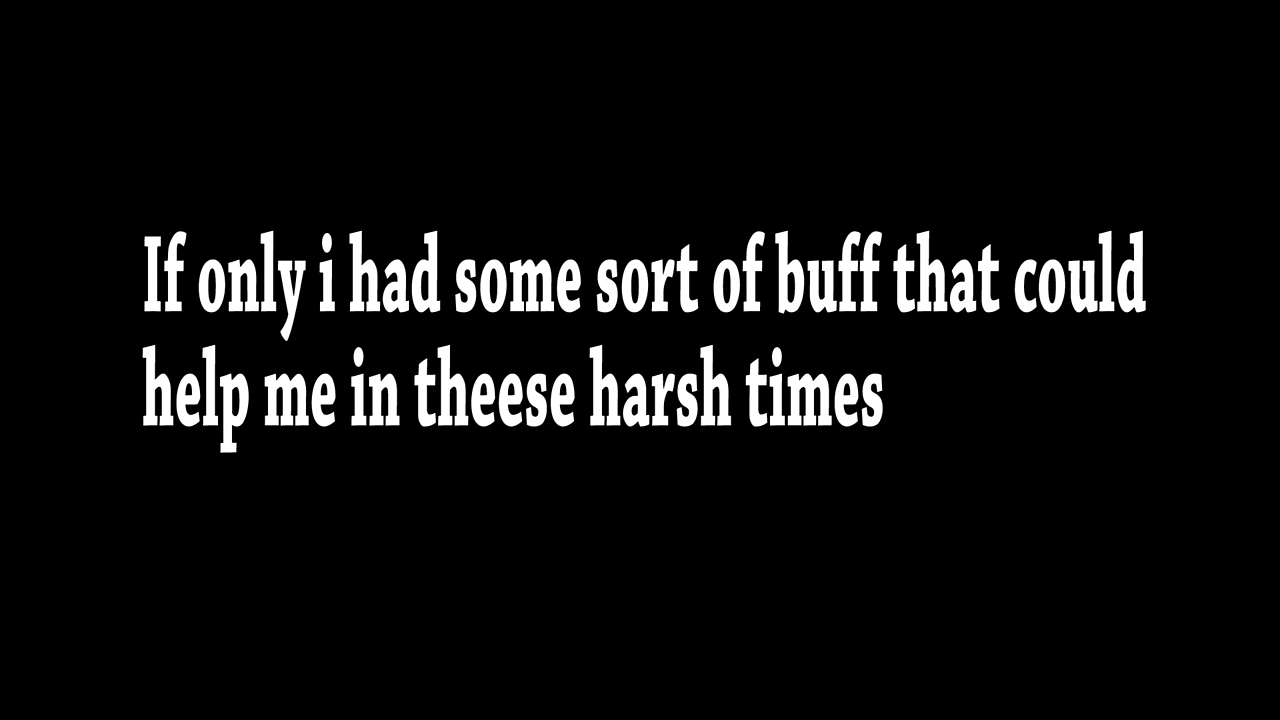 If only i had some sort of buff that could
help me in theese harsh times